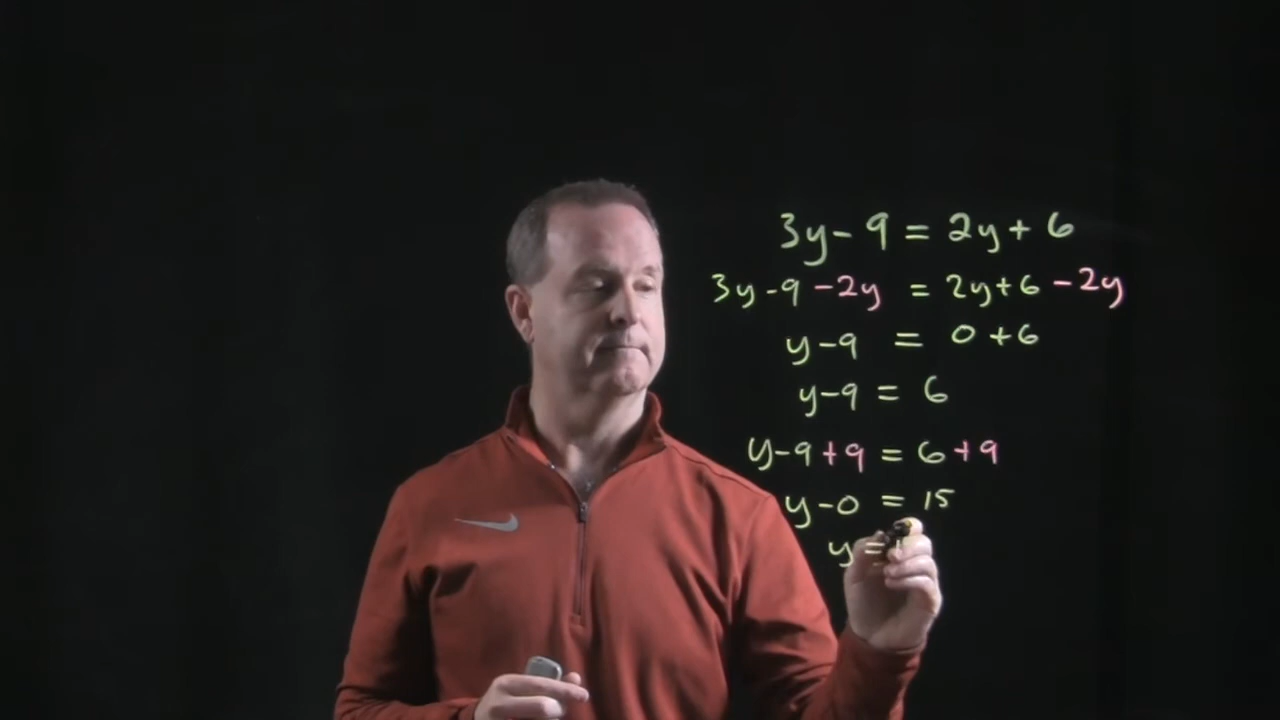 3y - 9 = 2y + 6
3y - 9 - 2y = 2y + 6 - 2y
y - 9 = 0 + 6
y - 9 = 6
y - 9 + 9 = 6 + 9
y - 0 = 15
y =